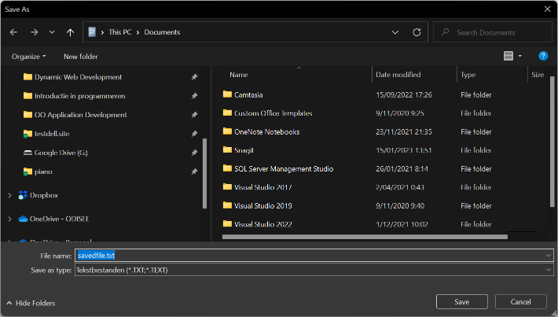 Save As
This PC > Documents
Search Documents
Organize
New folder
Dynamic Web Development
Introductie in programmeren
OO Application Development
testdell.site
Google Drive (G:)
piano
Dropbox
OneDrive - ODISEE
OneDrive - Personal
Name Date modified Type Size
Camtasia 15/09/2022 17:26 File folder
Custom Office Templates 9/11/2020 9:25 File folder
OneNote Notebooks 23/11/2021 21:35 File folder
Snagit 15/01/2023 13:51 File folder
SQL Server Management Studio 26/01/2021 8:14 File folder
Visual Studio 2017 2/04/2021 0:43 File folder
Visual Studio 2019 9/11/2020 9:40 File folder
Visual Studio 2022 1/12/2021 10:02 File folder
File name: savedfile.txt
Save as type: Tekstbestanden (*.TXT;*.TEXT)
Hide Folders
Save
Cancel